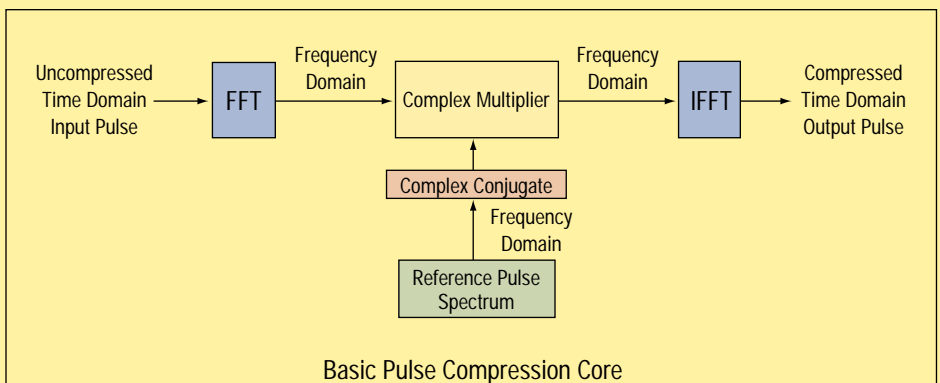 Uncompressed
Time Domain
Input Pulse
FFT
Frequency
Domain
Complex Multiplier
Frequency
Domain
IFFT
Compressed
Time Domain
Output Pulse
Complex Conjugate
Frequency
Domain
Reference Pulse
Spectrum
Basic Pulse Compression Core